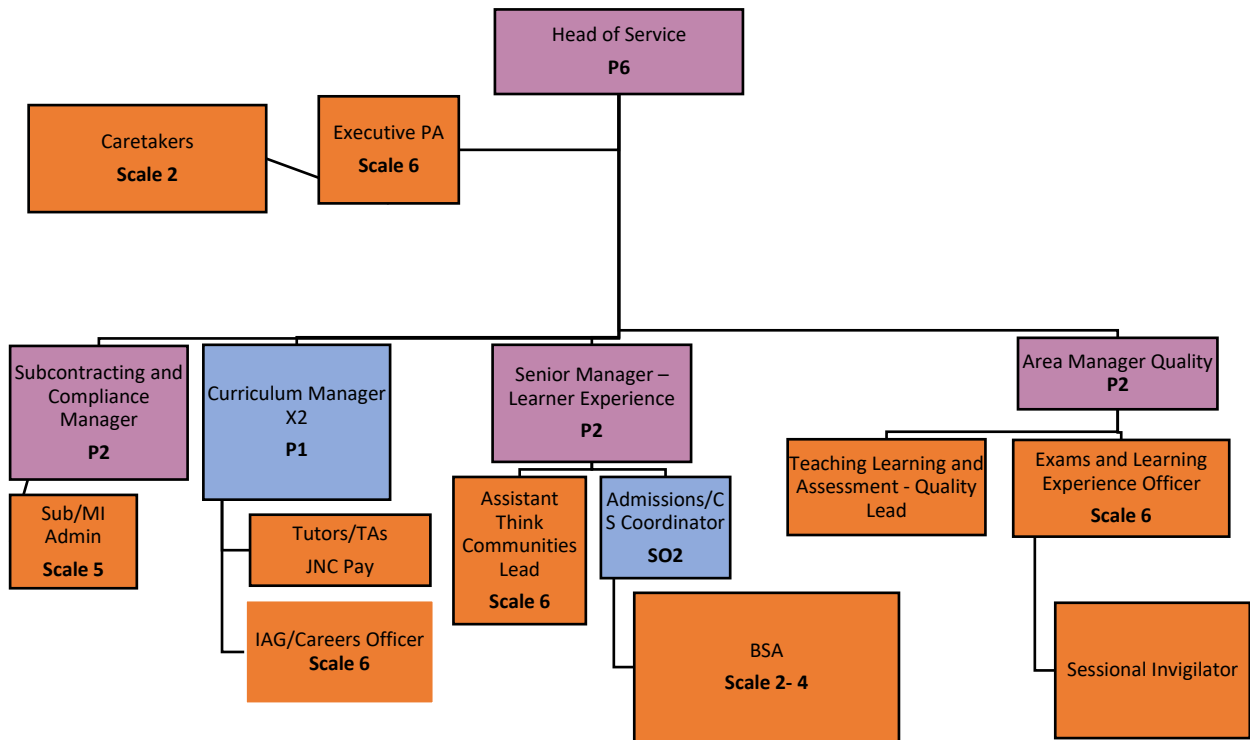 Head of Service
P6
Caretakers
Scale 2
Executive PA
Scale 6
Subcontracting and
Compliance
Manager
P2
Curriculum Manager
X2
P1
Senior Manager –
Learner Experience
P2
Area Manager Quality
P2
Sub/MI
Admin
Scale 5
Tutors/TAs
JNC Pay
IAG/Careers Officer
Scale 6
Assistant
Think
Communities
Lead
Scale 6
Admissions/C
S Coordinator
SO2
BSA
Scale 2- 4
Teaching Learning and
Assessment - Quality
Lead
Exams and Learning
Experience Officer
Scale 6
Sessional Invigilator